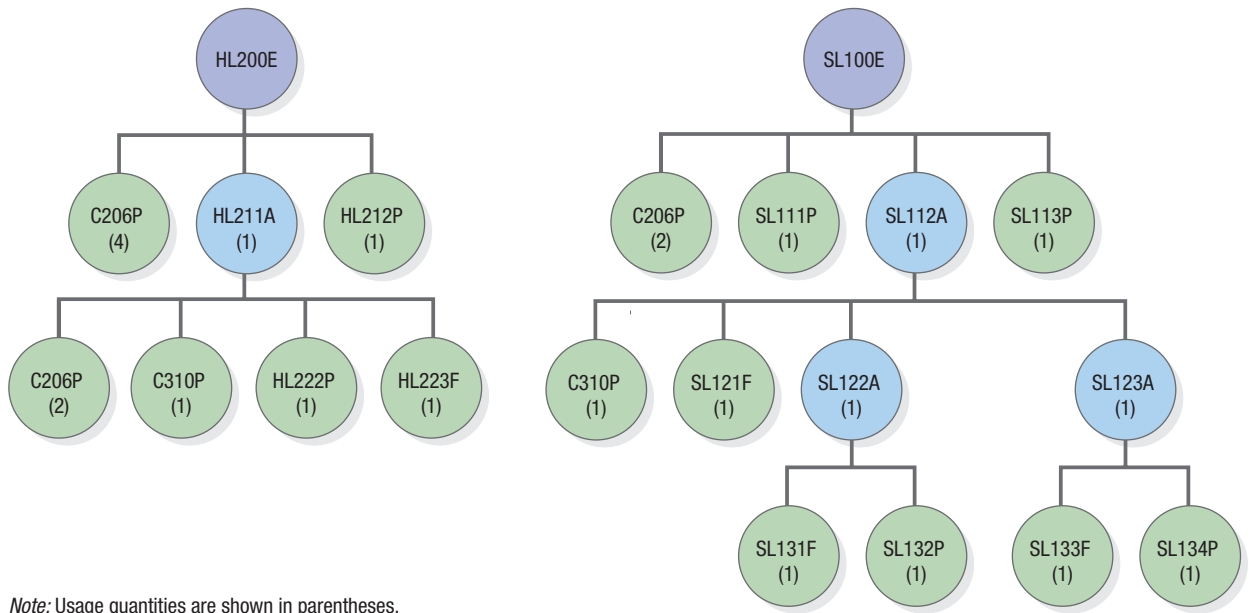 HL200E
SL100E
C206P
(4)
HL211A
(1)
HL212P
(1)
C206P
(2)
SL111P
(1)
SL112A
(1)
SL113P
(1)
C206P
(2)
C310P
(1)
HL222P
(1)
HL223F
(1)
C310P
(1)
SL121F
(1)
SL122A
(1)
SL123A
(1)
SL131F
(1)
SL132P
(1)
SL133F
(1)
SL134P
(1)
Note: Usage quantities are shown in parentheses.